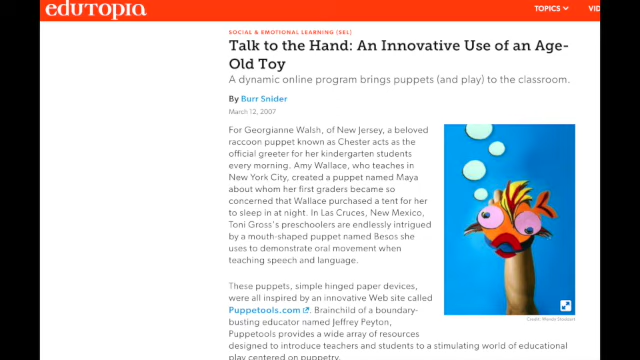 edutopia
TOPICS
VID
SOCIAL & EMOTIONAL LEARNING (SEL)
Talk to the Hand: An Innovative Use of an Age-
Old Toy
A dynamic online program brings puppets (and play) to the classroom.
By Burr Snider
March 12, 2007
For Georgianne Walsh, of New Jersey, a beloved
raccoon puppet known as Chester acts as the
official greeter for her kindergarten students
every morning. Amy Wallace, who teaches in
New York City, created a puppet named Maya
about whom her first graders became so
concerned that Wallace purchased a tent for her
to sleep in at night. In Las Cruces, New Mexico,
Toni Gross's preschoolers are endlessly intrigued
by a mouth-shaped puppet named Besos she
uses to demonstrate oral movement when
teaching speech and language.
Credit: Wendy Stockard
These puppets, simple hinged paper devices,
were all inspired by an innovative Web site called
Puppetools.com. Brainchild of a boundary-
busting educator named Jeffrey Peyton,
Puppetools provides a wide array of resources
designed to introduce teachers and students to a stimulating world of educational
play centered on puppetry.